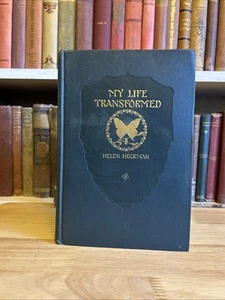 MY LIFE
TRANSFORMED
HELEN HECKMAN